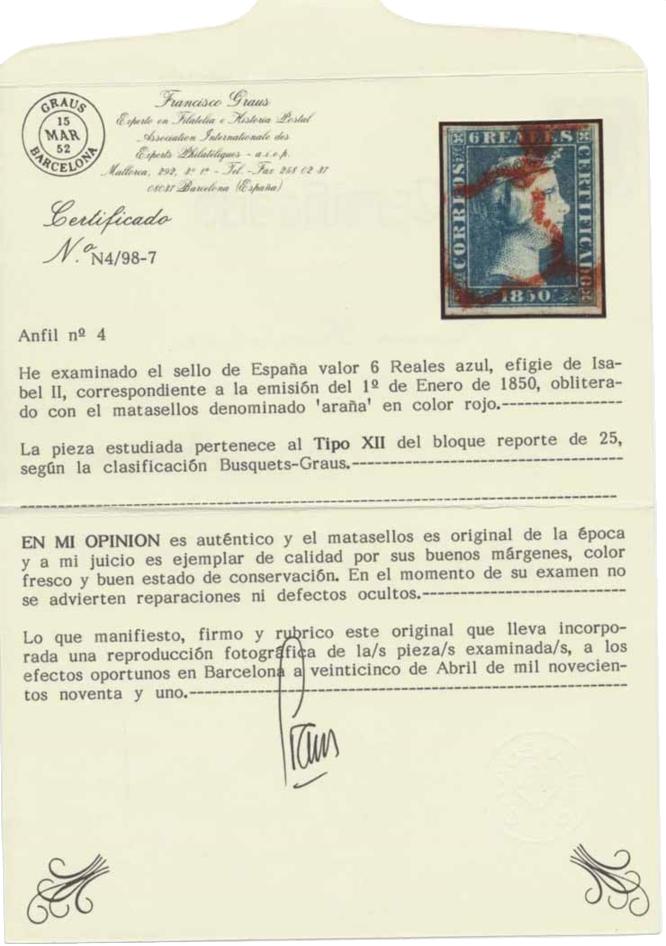 GRAUS
15
MAR
52
BARCELONA
Francisco Graus
Experto en Filatelia e Historia Postal
Association Internationale des
Experts Philatéliques - a.i.e.p.
Mallorca, 292, 2º 1ª - Tel. - Fax 258 02 37
08037 Barcelona (España)
Certificado
N.º N4/98-7
6 REALES
CORREOS
CERTIFICADO
1850
Anfil nº 4
He examinado el sello de España valor 6 Reales azul, efigie de Isa-
bel II, correspondiente a la emisión del 1º de Enero de 1850, oblitera-
do con el matasellos denominado 'araña' en color rojo.---------------
La pieza estudiada pertenece al Tipo XII del bloque reporte de 25,
según la clasificación Busquets-Graus.----------------------------------
EN MI OPINION es auténtico y el matasellos es original de la época
y a mi juicio es ejemplar de calidad por sus buenos márgenes, color
fresco y buen estado de conservación. En el momento de su examen no
se advierten reparaciones ni defectos ocultos.--------------------------
Lo que manifiesto, firmo y rubrico este original que lleva incorpo-
rada una reproducción fotográfica de la/s pieza/s examinada/s, a los
efectos oportunos en Barcelona a veinticinco de Abril de mil novecien-
tos noventa y uno.-------------------------------------------------------
Graus